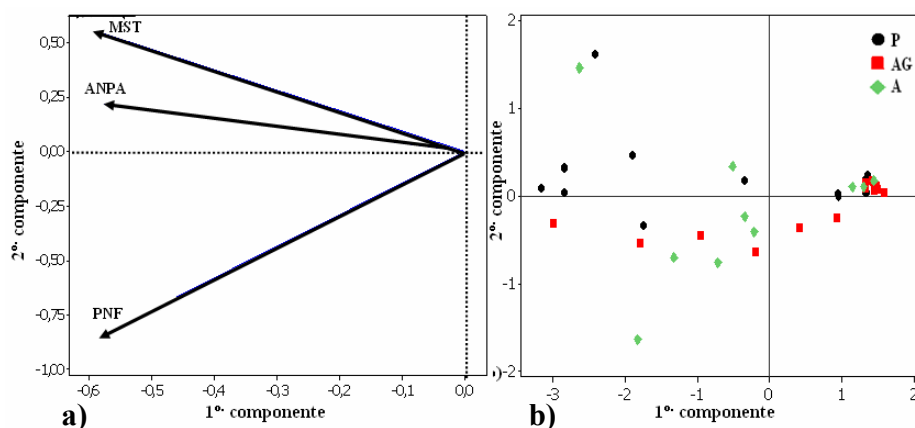 MST
ANPA
PNF
0,50
0,25
0,00
-0,25
-0,50
-0,75
-1,00
2º· componente
-0,6
-0,5
-0,4
-0,3
-0,2
-0,1
0,0
1º· componente
a)
P
AG
A
2
1
0
-1
-2
2º· componente
-3
-2
-1
0
1
2
1º· componente
b)